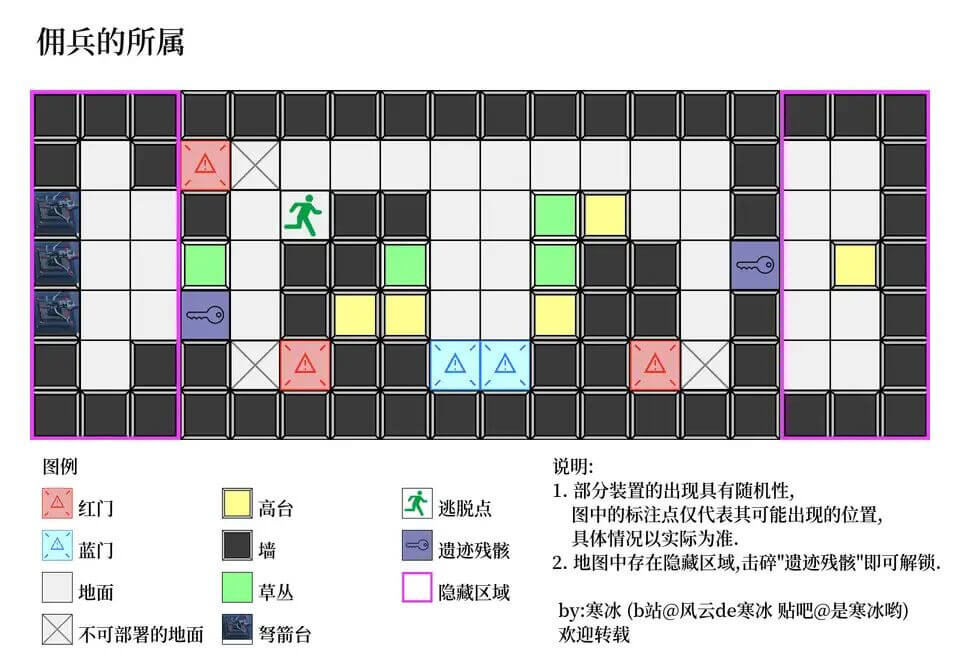 佣兵的所属
图例
红门
高台
逃脱点
蓝门
墙
遗迹残骸
地面
草丛
隐藏区域
不可部署的地面
弩箭台
说明:
1. 部分装置的出现具有随机性,
图中的标注点仅代表其可能出现的位置,
具体情况以实际为准.
2. 地图中存在隐藏区域,击碎"遗迹残骸"即可解锁.
by:寒冰 (b站@风云de寒冰 贴吧@是寒冰哟)
欢迎转载